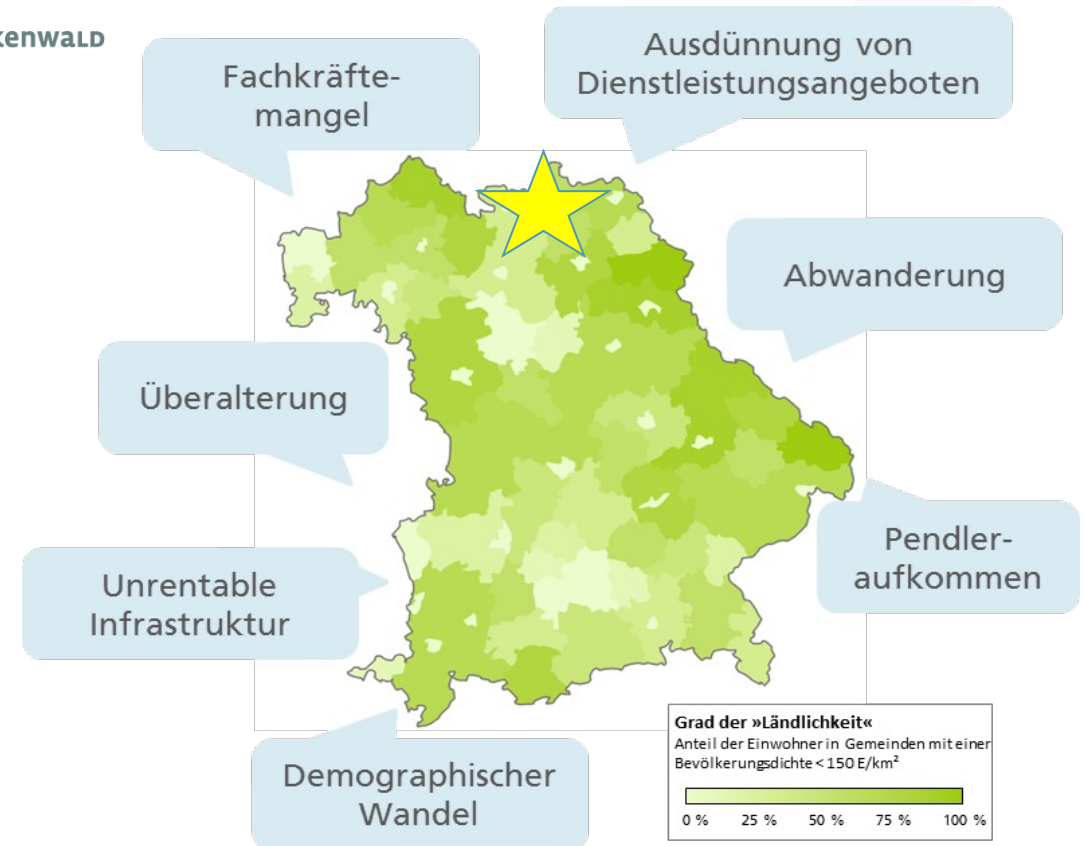 kenwald
Fachkräfte-
mangel
Ausdünnung von
Dienstleistungsangeboten
Abwanderung
Überalterung
Pendler-
aufkommen
Unrentable
Infrastruktur
Demographischer
Wandel
Grad der »Ländlichkeit«
Anteil der Einwohner in Gemeinden mit einer
Bevölkerungsdichte < 150 E/km²
0 % 25 % 50 % 75 % 100 %